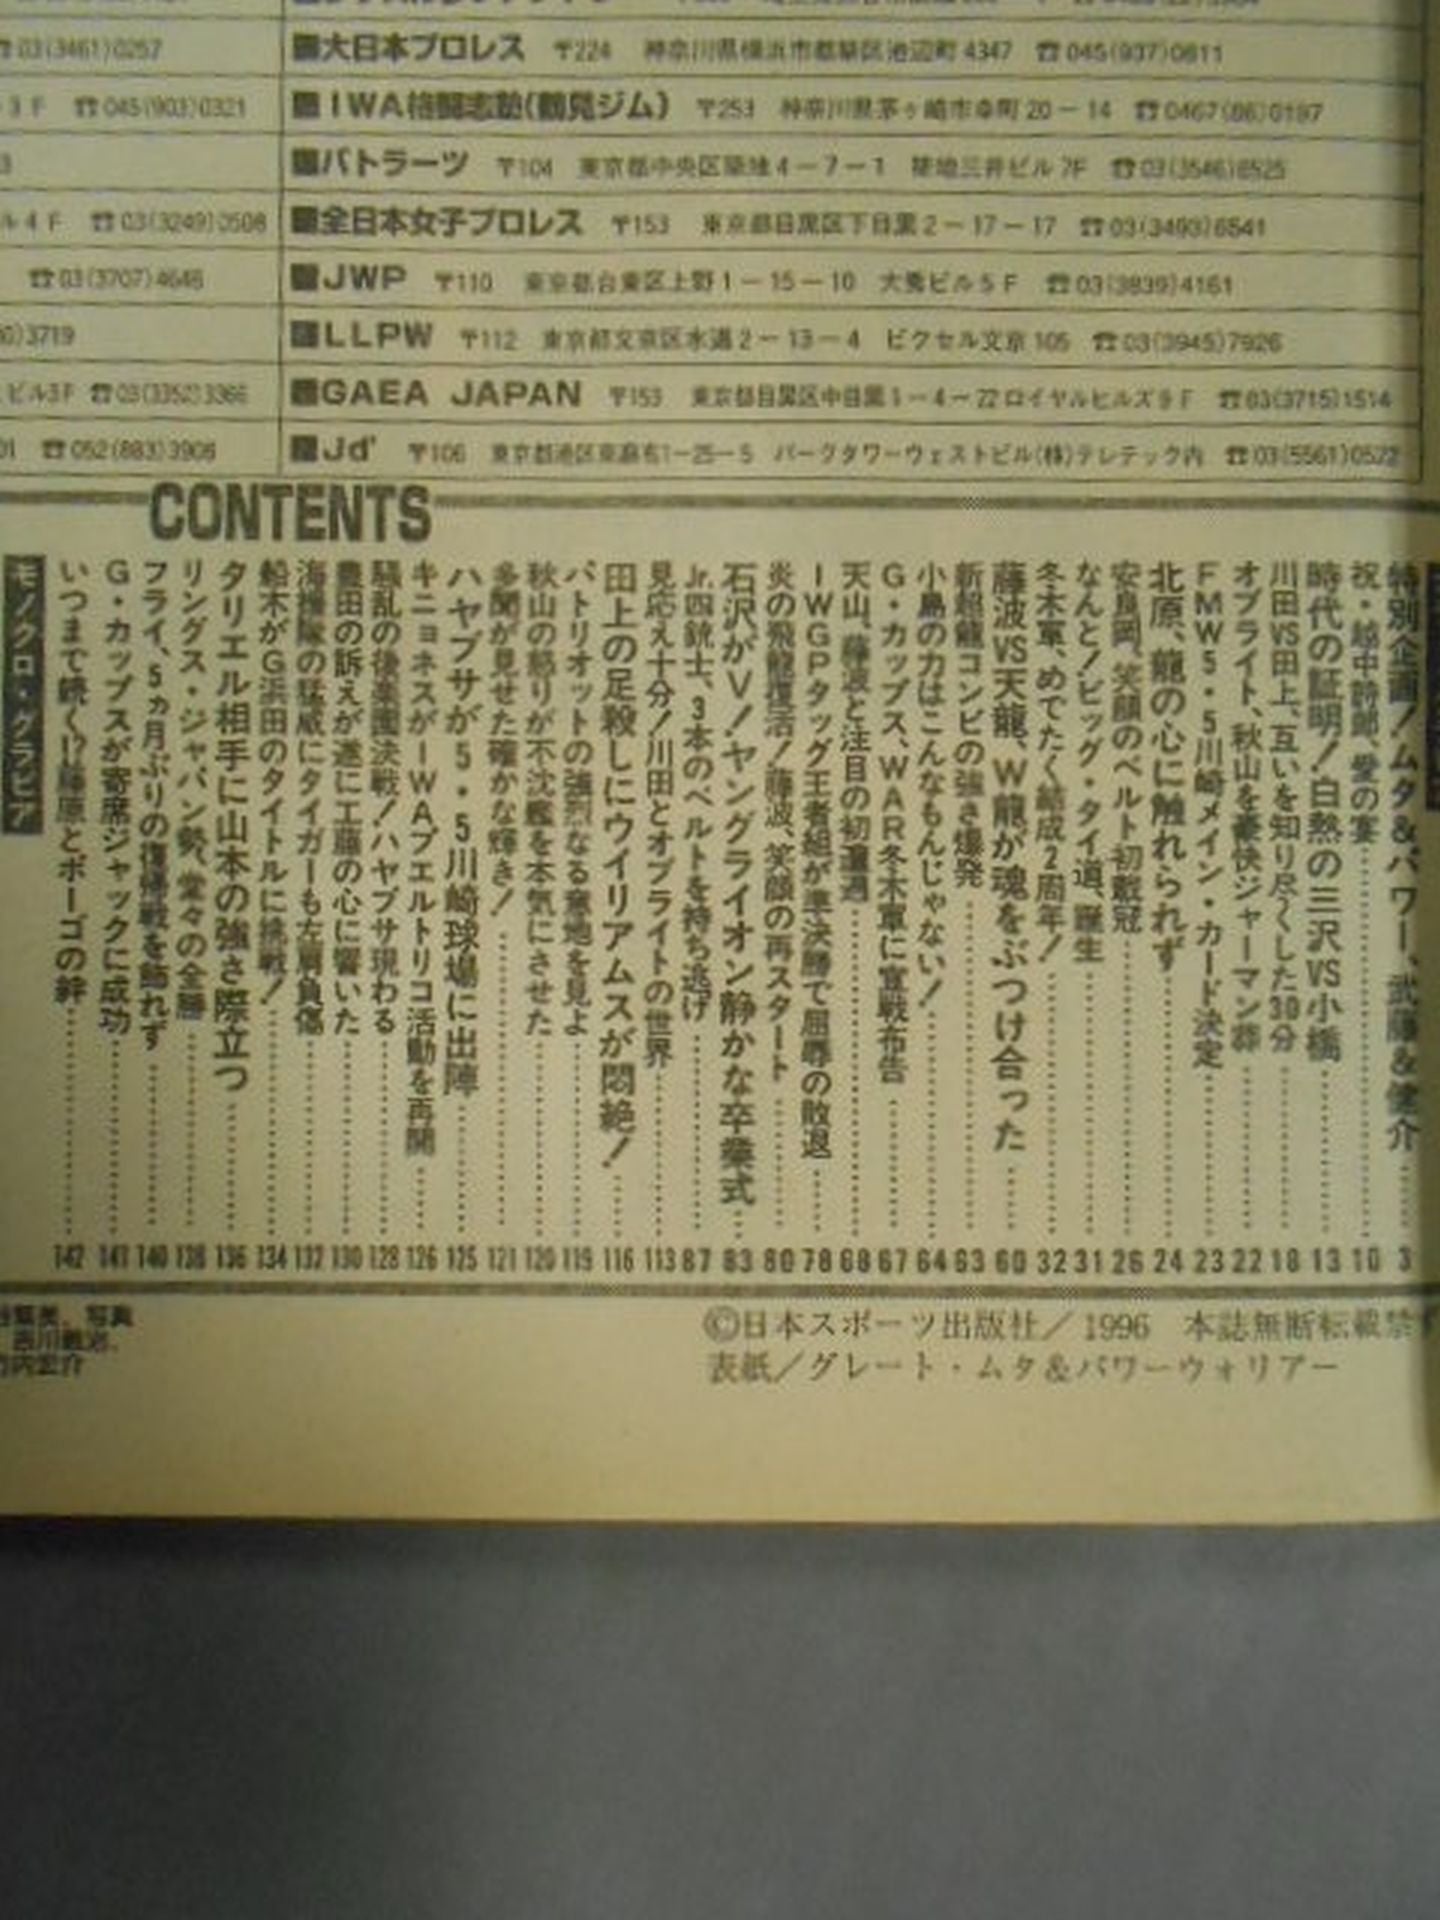 ☎03(3461)0257
■大日本プロレス 〒224 神奈川県横浜市都築区池辺町4347 ☎045(937)0811
3F ☎045(903)0321
■IWA格闘志塾(鶴見ジム) 〒253 神奈川県茅ヶ崎市幸町20－14 ☎0467(86)0197
3
■バトラーツ 〒104 東京都中央区築地4－7－1 築地三井ビル7F ☎03(3546)6525
ル4F ☎03(3249)0508
■全日本女子プロレス 〒153 東京都目黒区下目黒2－17－17 ☎03(3493)6541
☎03(3707)4648
■JWP 〒110 東京都台東区上野1－15－10 大秀ビル5F ☎03(3839)4161
)3719
■LLPW 〒112 東京都文京区水道2－13－4 ビクセル文京105 ☎03(3945)7926
ビル3F ☎03(3352)3366
■GAEA JAPAN 〒153 東京都目黒区中目黒1－4－22ロイヤルヒルズ9F ☎03(3715)1514
01 ☎052(883)3906
■Jd' 〒106 東京都港区東麻布1－25－5 パークタワーウェストビル(株)テレテック内 ☎03(5561)0522
CONTENTS
特別企画！ムタ&パワー、武藤&健介 3
祝・越中詩郎、愛の宴 10
時代の証明！白熱の三沢VS小橋 13
川田VS田上、互いを知り尽くした30分 18
オブライト、秋山を豪快ジャーマン葬 22
FMW5・5川崎メイン・カード決定 23
北原、龍の心に触れられず 24
安良岡、笑顔のベルト初戴冠 26
なんと！ビッグ・タイ道、誕生 31
冬木軍、めでたく結成2周年！ 32
藤波VS天龍、W龍が魂をぶつけ合った 60
新超龍コンビの強さ爆発 63
小島の力はこんなもんじゃない！ 64
G・カップス、WAR冬木軍に宣戦布告 67
天山、藤波と注目の初遭遇 68
IWGPタッグ王者組が準決勝で屈辱の敗退 78
炎の飛龍復活！藤波、笑顔の再スタート 80
石沢がV！ヤングライオン静かな卒業式 83
Jr.四銃士、3本のベルトを持ち逃げ 87
見応え十分！川田とオブライトの世界 113
田上の足殺しにウイリアムスが悶絶！ 116
パトリオットの強烈なる意地を見よ 119
秋山の怒りが不沈艦を本気にさせた 120
多聞が見せた確かな輝き！ 121
ハヤブサが5・5川崎球場に出陣 125
キニョネスがIWAプエルトリコ活動を再開 126
騒乱の後楽園決戦！ハヤブサ現わる 128
豊田の訴えが遂に工藤の心に響いた 130
海援隊の猛威にタイガーも左肩負傷 132
船木がG浜田のタイトルに挑戦！ 134
タリエル相手に山本の強さ際立つ 136
リングス・ジャパン勢、堂々の全勝 138
フライ、5ヵ月ぶりの復帰戦を飾れず 140
G・カップスが寄席ジャックに成功 141
いつまで続く!?藤原とボーゴの絆 142
モノクログラビア
写真
©日本スポーツ出版社／1996 本誌無断転載禁
表紙／グレート・ムタ&パワーウォリアー